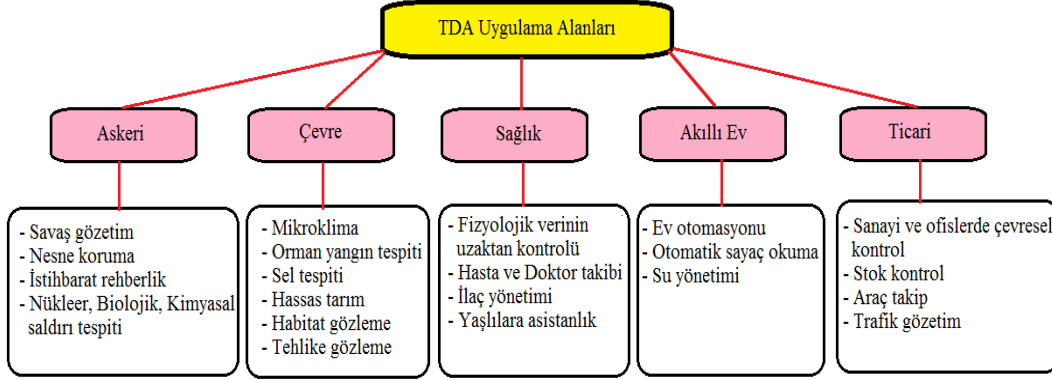 TDA Uygulama Alanları
Askeri
Çevre
Sağlık
Akıllı Ev
Ticari
- Savaş gözetim
- Nesne koruma
- İstihbarat rehberlik
- Nükleer, Biolojik, Kimyasal
saldırı tespiti
- Mikroklima
- Orman yangın tespiti
- Sel tespiti
- Hassas tarım
- Habitat gözleme
- Tehlike gözleme
- Fizyolojik verinin
uzaktan kontrolü
- Hasta ve Doktor takibi
- İlaç yönetimi
- Yaşlılara asistanlık
- Ev otomasyonu
- Otomatik sayaç okuma
- Su yönetimi
- Sanayi ve ofislerde çevresel
kontrol
- Stok kontrol
- Araç takip
- Trafik gözetim